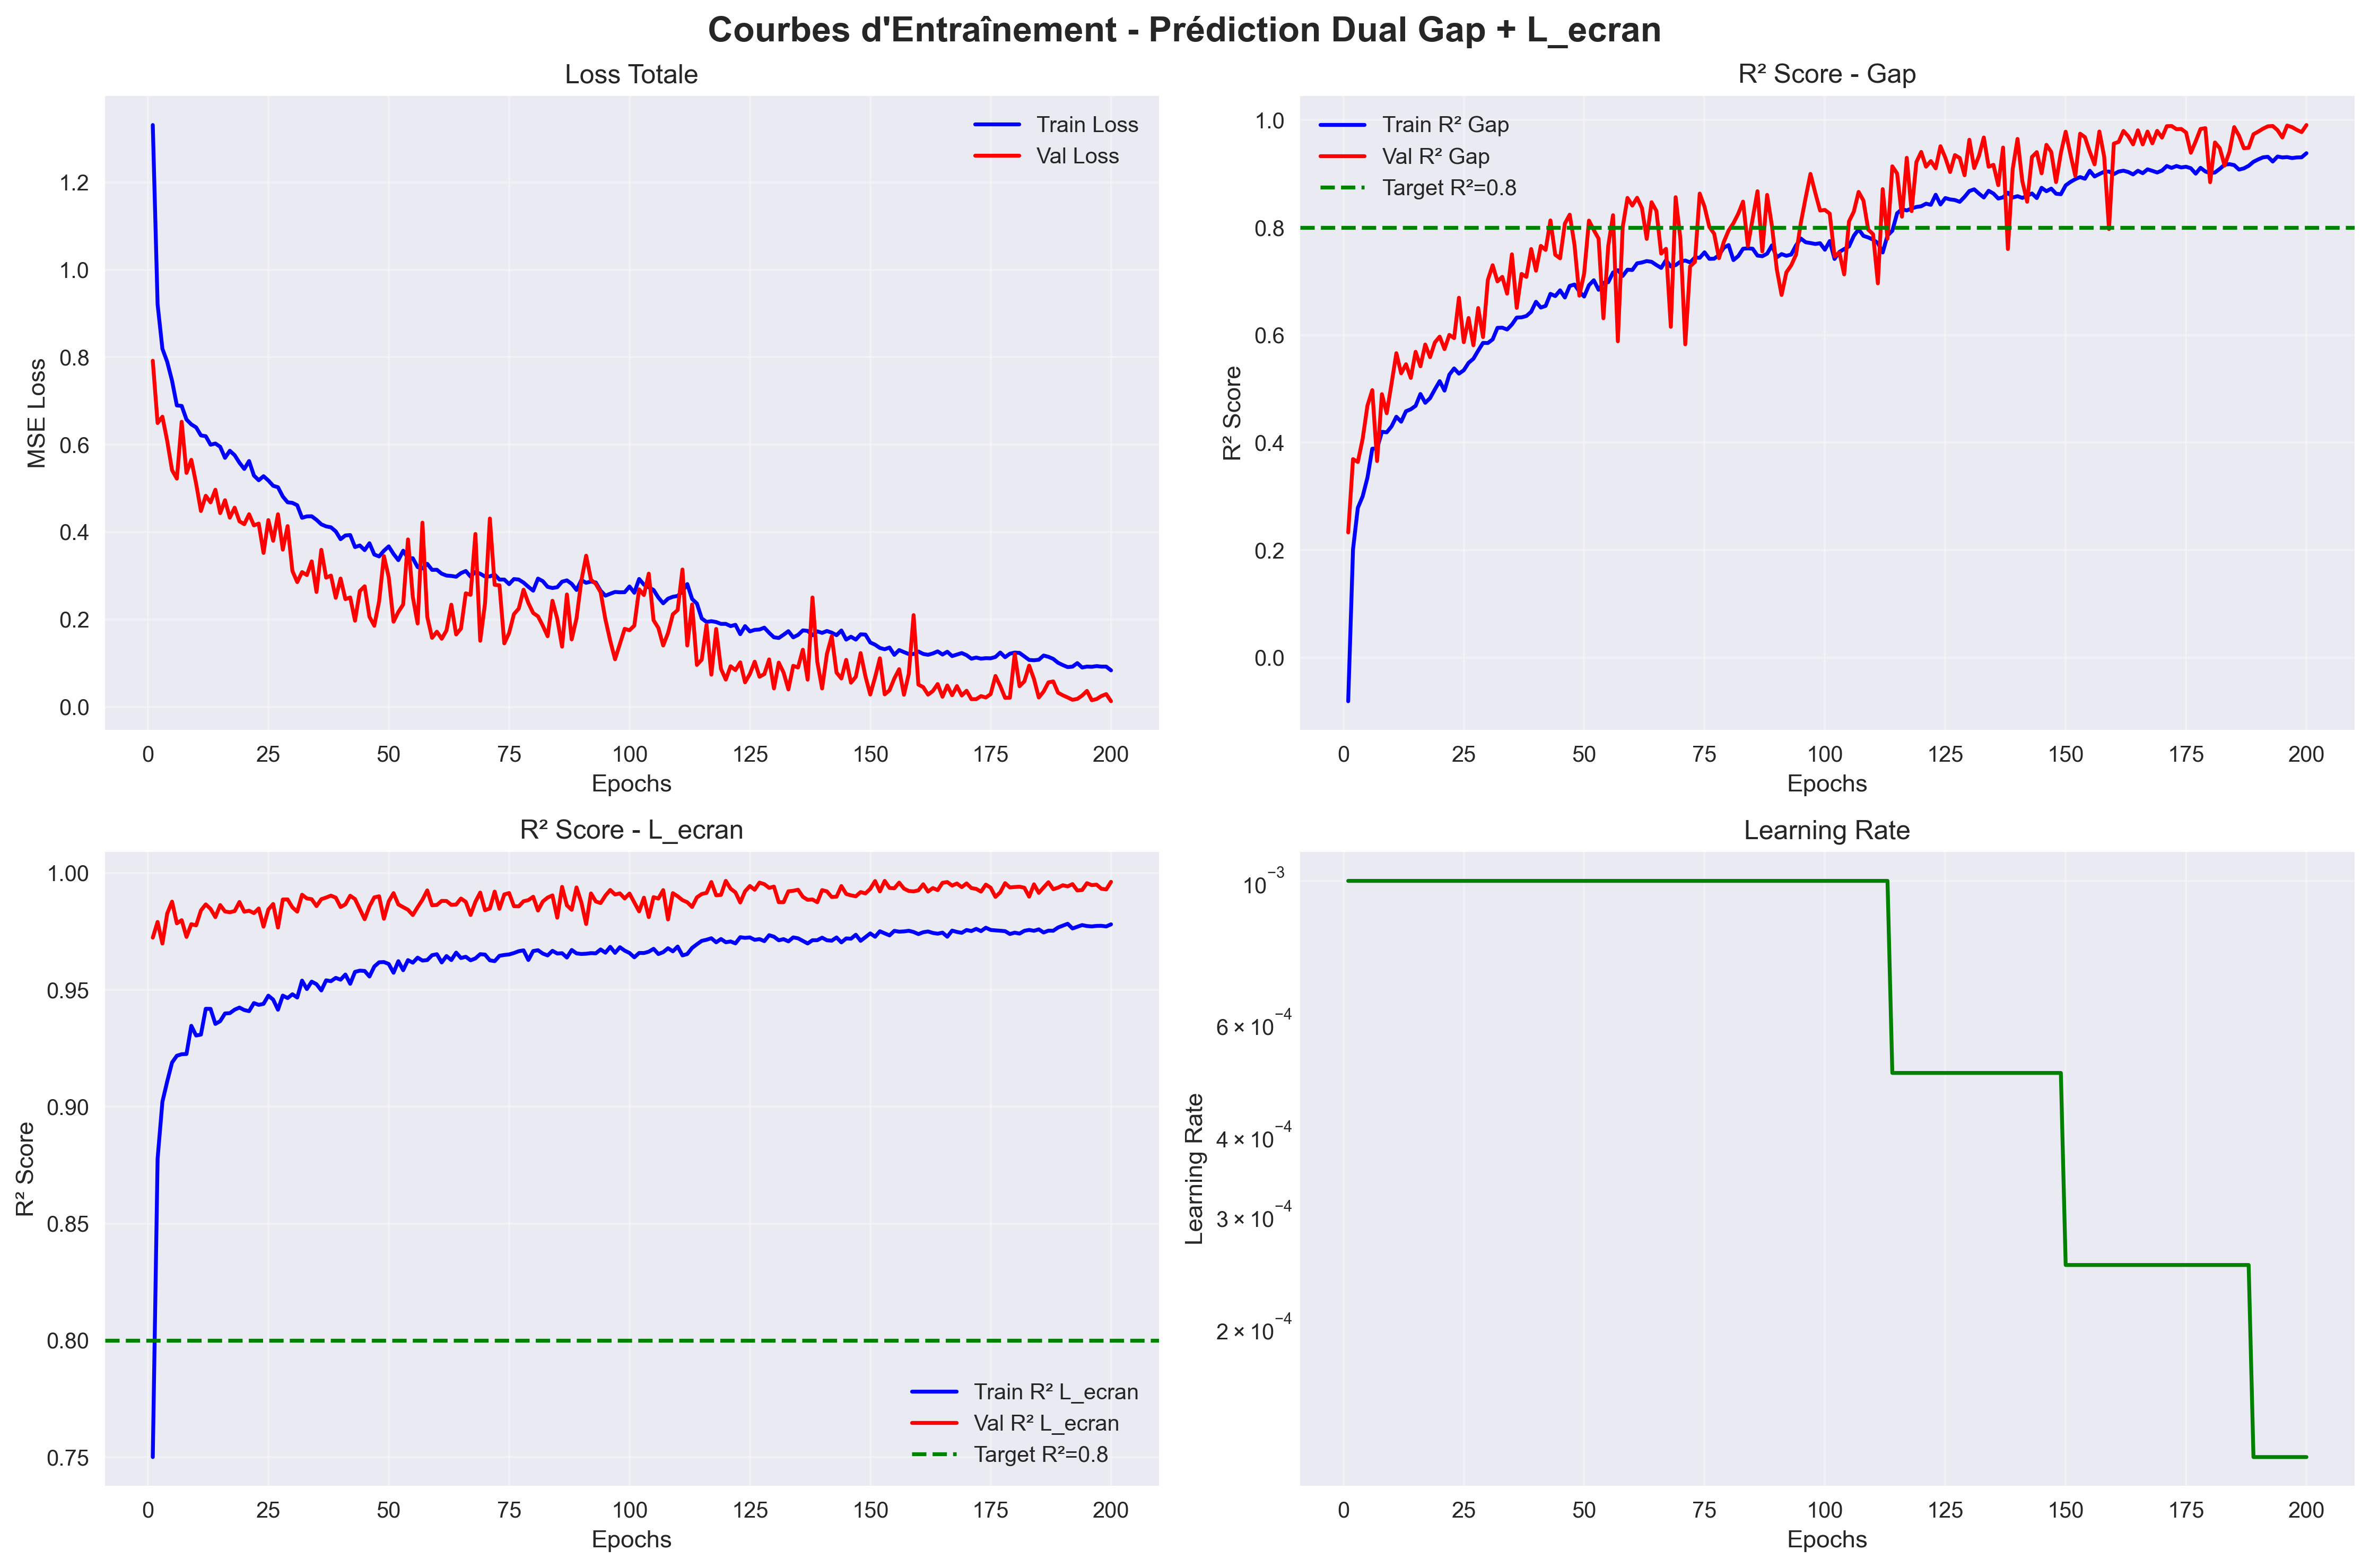 Courbes d'Entraînement - Prédiction Dual Gap + L_ecran
Loss Totale
Train Loss
Val Loss
MSE Loss
1.2
1.0
0.8
0.6
0.4
0.2
0.0
0 25 50 75 100 125 150 175 200
Epochs
R² Score - Gap
Train R² Gap
Val R² Gap
Target R²=0.8
R² Score
1.0
0.8
0.6
0.4
0.2
0.0
0 25 50 75 100 125 150 175 200
Epochs
R² Score - L_ecran
R² Score
1.00
0.95
0.90
0.85
0.80
0.75
Train R² L_ecran
Val R² L_ecran
Target R²=0.8
0 25 50 75 100 125 150 175 200
Epochs
Learning Rate
Learning Rate
10⁻³
6 × 10⁻⁴
4 × 10⁻⁴
3 × 10⁻⁴
2 × 10⁻⁴
0 25 50 75 100 125 150 175 200
Epochs